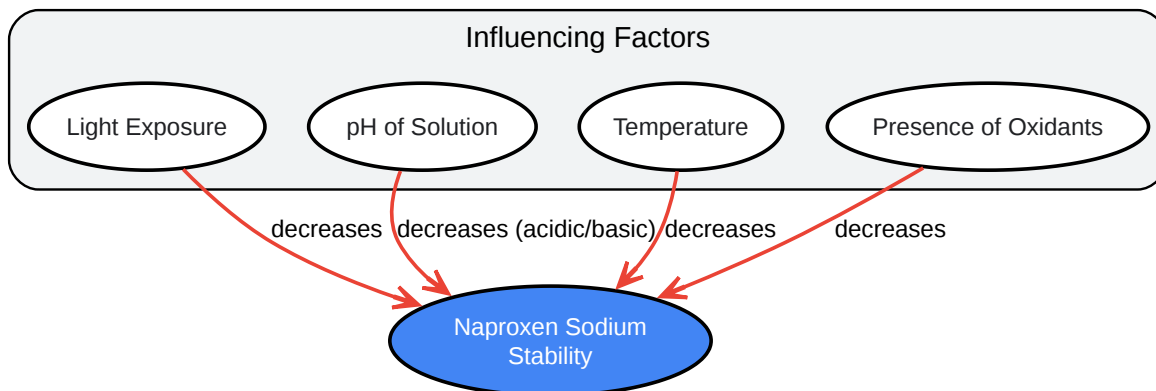 Influencing Factors
Light Exposure
pH of Solution
Temperature
Presence of Oxidants
decreases
decreases (acidic/basic)
decreases
decreases
Naproxen Sodium
Stability